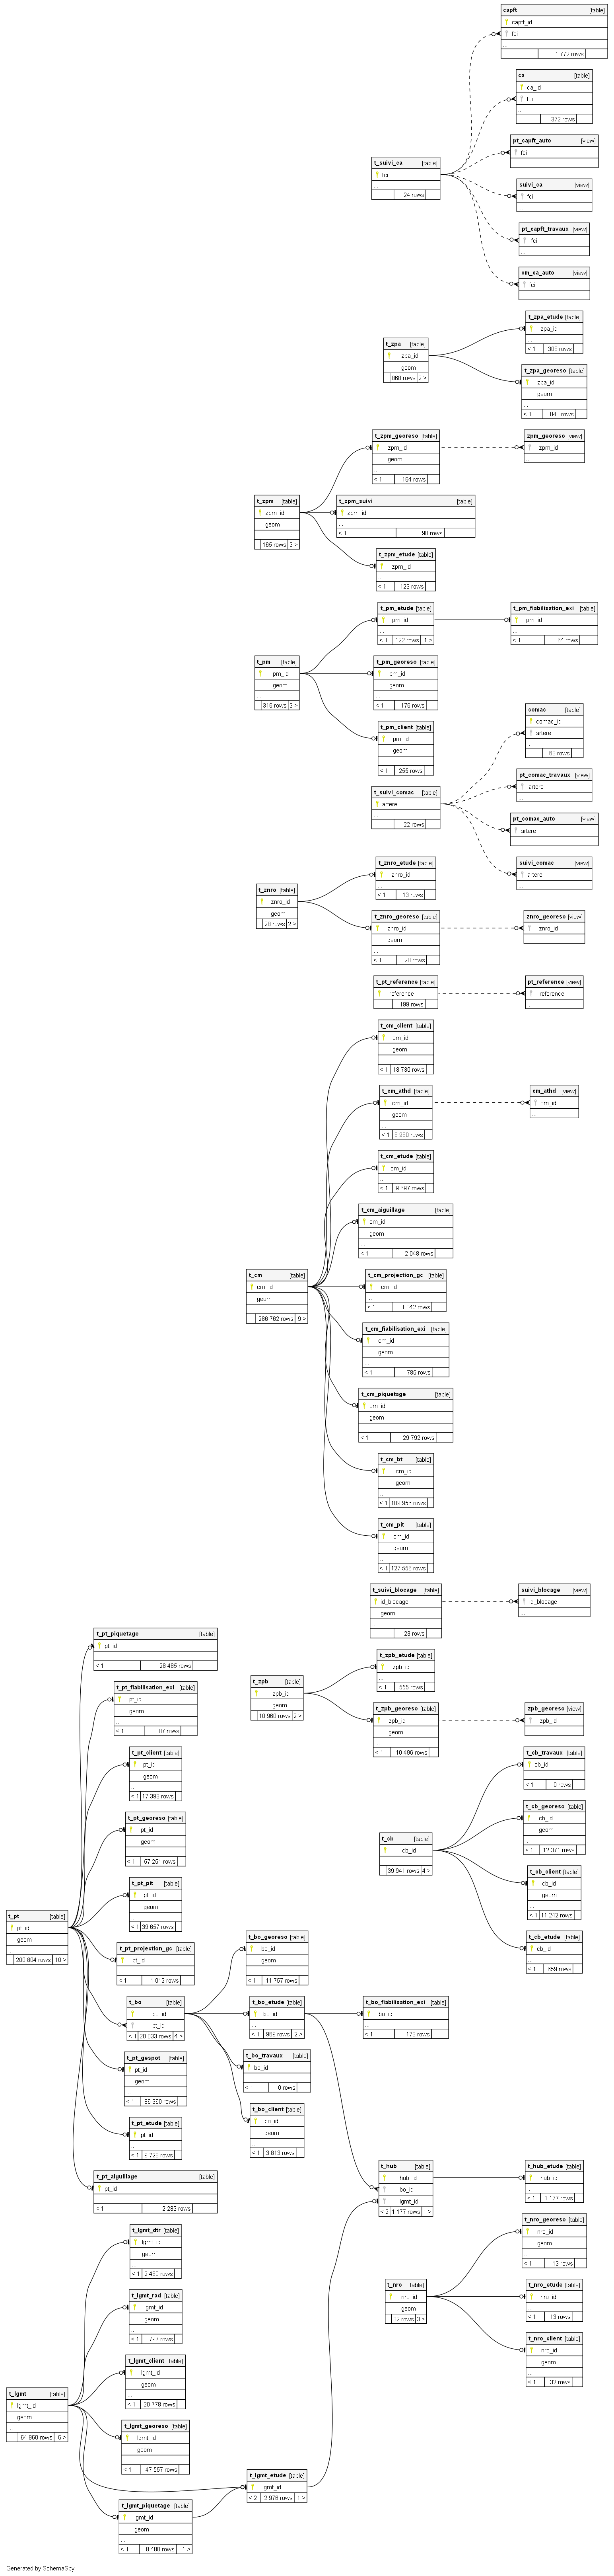 capft [table]
capft_id
fci
...
1 772 rows
ca [table]
ca_id
fci
...
372 rows
pt_capft_auto [view]
fci
...
t_suivi_ca [table]
fci
...
24 rows
suivi_ca [view]
fci
...
pt_capft_travaux [view]
fci
...
cm_ca_auto [view]
fci
...
t_zpa_etude [table]
zpa_id
...
< 1 308 rows
t_zpa [table]
zpa_id
geom
...
868 rows 2 >
t_zpa_georeso [table]
zpa_id
geom
...
< 1 840 rows
t_zpm_georeso [table]
zpm_id
geom
...
< 1 164 rows
zpm_georeso [view]
zpm_id
...
t_zpm [table]
zpm_id
geom
...
165 rows 3 >
t_zpm_suivi [table]
zpm_id
...
< 1 98 rows
t_zpm_etude [table]
zpm_id
...
< 1 123 rows
t_pm_etude [table]
pm_id
...
< 1 122 rows 1 >
t_pm_fiabilisation_exi [table]
pm_id
...
< 1 64 rows
t_pm [table]
pm_id
geom
...
316 rows 3 >
t_pm_georeso [table]
pm_id
geom
...
< 1 176 rows
t_pm_client [table]
pm_id
geom
...
< 1 255 rows
comac [table]
comac_id
artere
...
63 rows
pt_comac_travaux [view]
artere
...
t_suivi_comac [table]
artere
...
22 rows
pt_comac_auto [view]
artere
...
suivi_comac [view]
artere
...
t_znro_etude [table]
znro_id
...
< 1 13 rows
t_znro [table]
znro_id
geom
...
28 rows 2 >
t_znro_georeso [table]
znro_id
geom
...
< 1 28 rows
znro_georeso [view]
znro_id
...
t_pt_reference [table]
reference
...
199 rows
pt_reference [view]
reference
...
t_cm_client [table]
cm_id
geom
...
< 1 18 730 rows
t_cm_athd [table]
cm_id
geom
...
< 1 9 980 rows
cm_athd [view]
cm_id
...
t_cm_etude [table]
cm_id
...
< 1 9 697 rows
t_cm_aiguillage [table]
cm_id
geom
...
< 1 2 048 rows
t_cm [table]
cm_id
geom
...
286 762 rows 9 >
t_cm_projection_gc [table]
cm_id
...
< 1 1 042 rows
t_cm_fiabilisation_exi [table]
cm_id
geom
...
< 1 785 rows
t_cm_piquetage [table]
cm_id
geom
...
< 1 29 792 rows
t_cm_bt [table]
cm_id
geom
...
< 1 109 956 rows
t_cm_pit [table]
cm_id
geom
...
< 1 127 556 rows
t_suivi_blocage [table]
id_blocage
geom
...
23 rows
suivi_blocage [view]
id_blocage
...
t_pt_piquetage [table]
pt_id
...
< 1 28 485 rows
t_zpb_etude [table]
zpb_id
...
< 1 555 rows
t_zpb [table]
zpb_id
geom
10 960 rows 2 >
t_zpb_georeso [table]
zpb_id
geom
...
< 1 10 496 rows
zpb_georeso [view]
zpb_id
...
t_pt_fiabilisation_exi [table]
pt_id
geom
...
< 1 307 rows
t_pt_client [table]
pt_id
geom
...
< 1 17 393 rows
t_cb_travaux [table]
cb_id
...
< 1 0 rows
t_pt_georeso [table]
pt_id
geom
...
< 1 57 251 rows
t_cb_georeso [table]
cb_id
geom
...
< 1 12 371 rows
t_cb [table]
cb_id
...
39 941 rows 4 >
t_cb_client [table]
cb_id
geom
...
< 1 11 242 rows
t_pt_pit [table]
pt_id
geom
...
< 1 39 657 rows
t_pt [table]
pt_id
geom
...
200 804 rows 10 >
t_cb_etude [table]
cb_id
...
< 1 659 rows
t_pt_projection_gc [table]
pt_id
...
< 1 1 012 rows
t_bo_georeso [table]
bo_id
geom
...
< 1 11 757 rows
t_bo [table]
bo_id
pt_id
...
< 1 20 033 rows 4 >
t_bo_etude [table]
bo_id
...
< 1 969 rows 2 >
t_bo_fiabilisation_exi [table]
bo_id
...
< 1 173 rows
t_pt_gespot [table]
pt_id
geom
...
< 1 86 960 rows
t_bo_travaux [table]
bo_id
...
< 1 0 rows
t_bo_client [table]
bo_id
geom
...
< 1 3 813 rows
t_pt_etude [table]
pt_id
...
< 1 9 728 rows
t_pt_aiguillage [table]
pt_id
...
< 1 2 289 rows
t_hub [table]
hub_id
bo_id
lgmt_id
< 2 1 177 rows 1 >
t_hub_etude [table]
hub_id
...
< 1 1 177 rows
t_lgmt_dtr [table]
lgmt_id
geom
...
< 1 2 480 rows
t_nro_georeso [table]
nro_id
geom
...
< 1 13 rows
t_nro [table]
nro_id
geom
32 rows 3 >
t_nro_etude [table]
nro_id
...
< 1 13 rows
t_nro_client [table]
nro_id
geom
...
< 1 32 rows
t_lgmt_rad [table]
lgmt_id
geom
...
< 1 3 797 rows
t_lgmt_client [table]
lgmt_id
geom
...
< 1 20 778 rows
t_lgmt [table]
lgmt_id
geom
...
64 960 rows 6 >
t_lgmt_georeso [table]
lgmt_id
geom
...
< 1 47 557 rows
t_lgmt_etude [table]
lgmt_id
...
< 2 2 976 rows 1 >
t_lgmt_piquetage [table]
lgmt_id
geom
...
< 1 9 480 rows 1 >
Generated by SchemaSpy